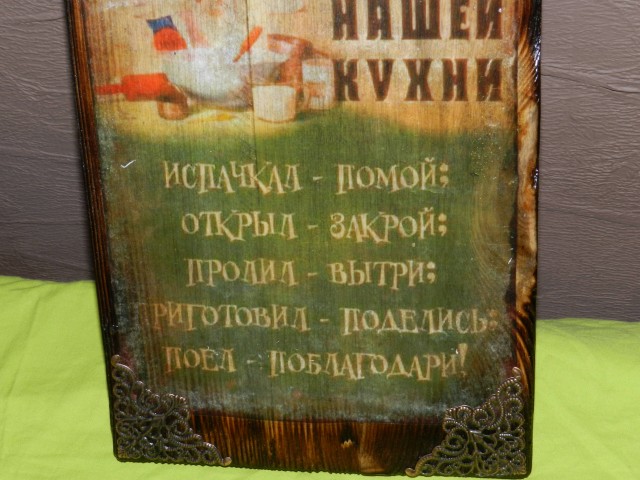 НАШЕЙ
КУХНИ
ИСПАЧКАЛ - ПОМОЙ;
ОТКРЫЛ - ЗАКРОЙ;
ПРОЛИЛ - ВЫТРИ;
ПРИГОТОВИЛ - ПОДЕЛИСЬ;
ПОЕЛ - ПОБЛАГОДАРИ!